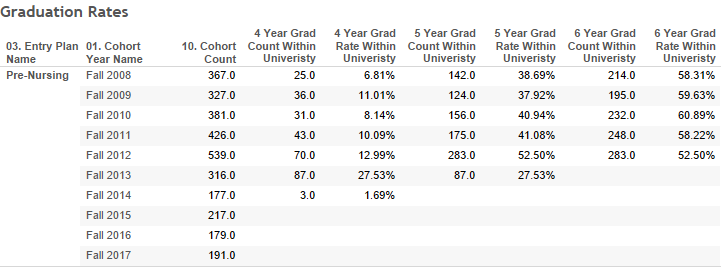 Graduation Rates
03. Entry Plan Name 01. Cohort Year Name 10. Cohort Count 4 Year Grad Count Within Univeristy 4 Year Grad Rate Within Univeristy 5 Year Grad Count Within Univeristy 5 Year Grad Rate Within Univeristy 6 Year Grad Count Within Univeristy 6 Year Grad Rate Within Univeristy
Pre-Nursing Fall 2008 367.0 25.0 6.81% 142.0 38.69% 214.0 58.31%
Fall 2009 327.0 36.0 11.01% 124.0 37.92% 195.0 59.63%
Fall 2010 381.0 31.0 8.14% 156.0 40.94% 232.0 60.89%
Fall 2011 426.0 43.0 10.09% 175.0 41.08% 248.0 58.22%
Fall 2012 539.0 70.0 12.99% 283.0 52.50% 283.0 52.50%
Fall 2013 316.0 87.0 27.53% 87.0 27.53%
Fall 2014 177.0 3.0 1.69%
Fall 2015 217.0
Fall 2016 179.0
Fall 2017 191.0